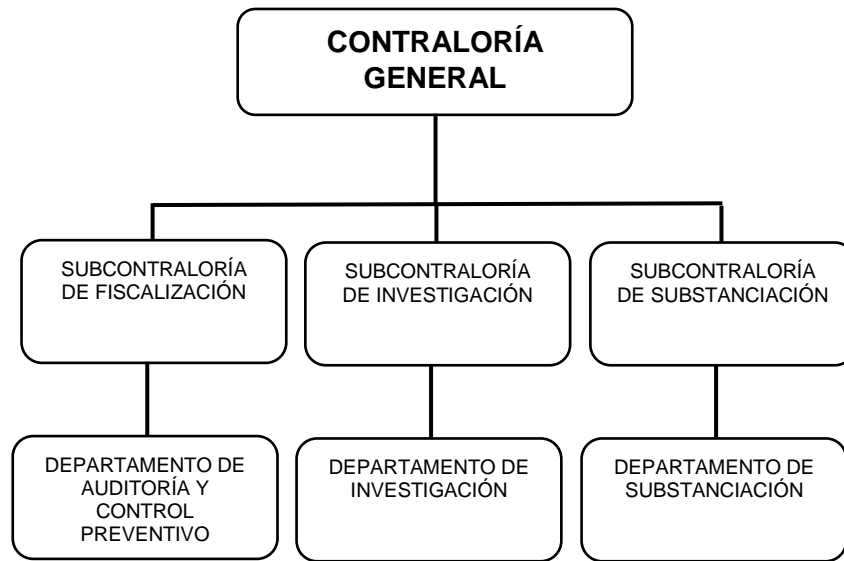 CONTRALORÍA
GENERAL
SUBCONTRALORÍA
DE FISCALIZACIÓN
SUBCONTRALORÍA
DE INVESTIGACIÓN
SUBCONTRALORÍA
DE SUBSTANCIACIÓN
DEPARTAMENTO DE
AUDITORÍA Y
CONTROL
PREVENTIVO
DEPARTAMENTO DE
INVESTIGACIÓN
DEPARTAMENTO DE
SUBSTANCIACIÓN